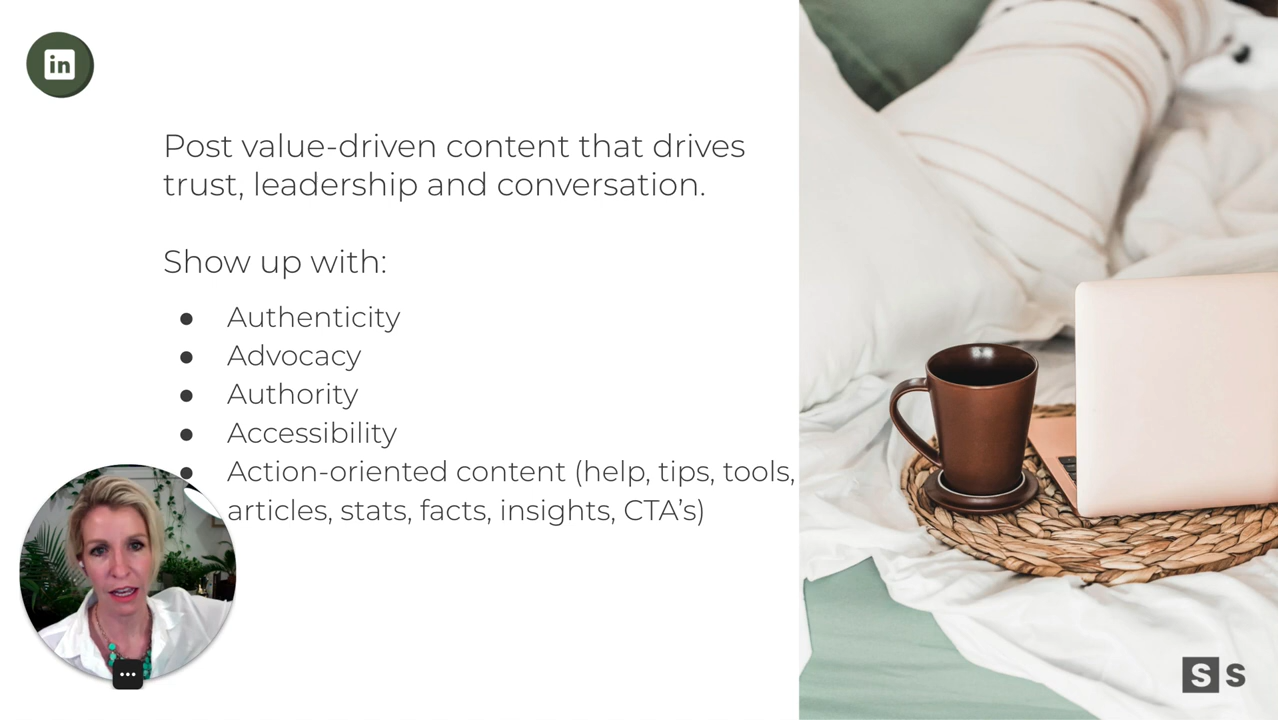 in
Post value-driven content that drives
trust, leadership and conversation.
Show up with:
● Authenticity
● Advocacy
● Authority
● Accessibility
● Action-oriented content (help, tips, tools,
articles, stats, facts, insights, CTA’s)
S S